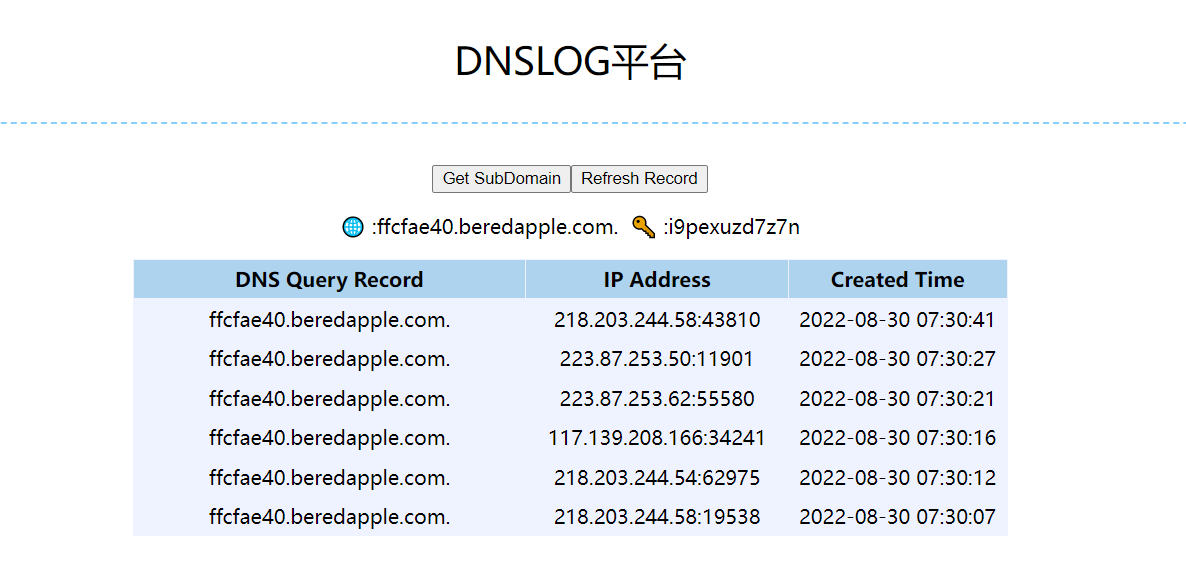 DNSLOG平台
Get SubDomain Refresh Record
:ffcfae40.beredapple.com. :i9pexuzd7z7n
DNS Query Record IP Address Created Time
ffcfae40.beredapple.com. 218.203.244.58:43810 2022-08-30 07:30:41
ffcfae40.beredapple.com. 223.87.253.50:11901 2022-08-30 07:30:27
ffcfae40.beredapple.com. 223.87.253.62:55580 2022-08-30 07:30:21
ffcfae40.beredapple.com. 117.139.208.166:34241 2022-08-30 07:30:16
ffcfae40.beredapple.com. 218.203.244.54:62975 2022-08-30 07:30:12
ffcfae40.beredapple.com. 218.203.244.58:19538 2022-08-30 07:30:07